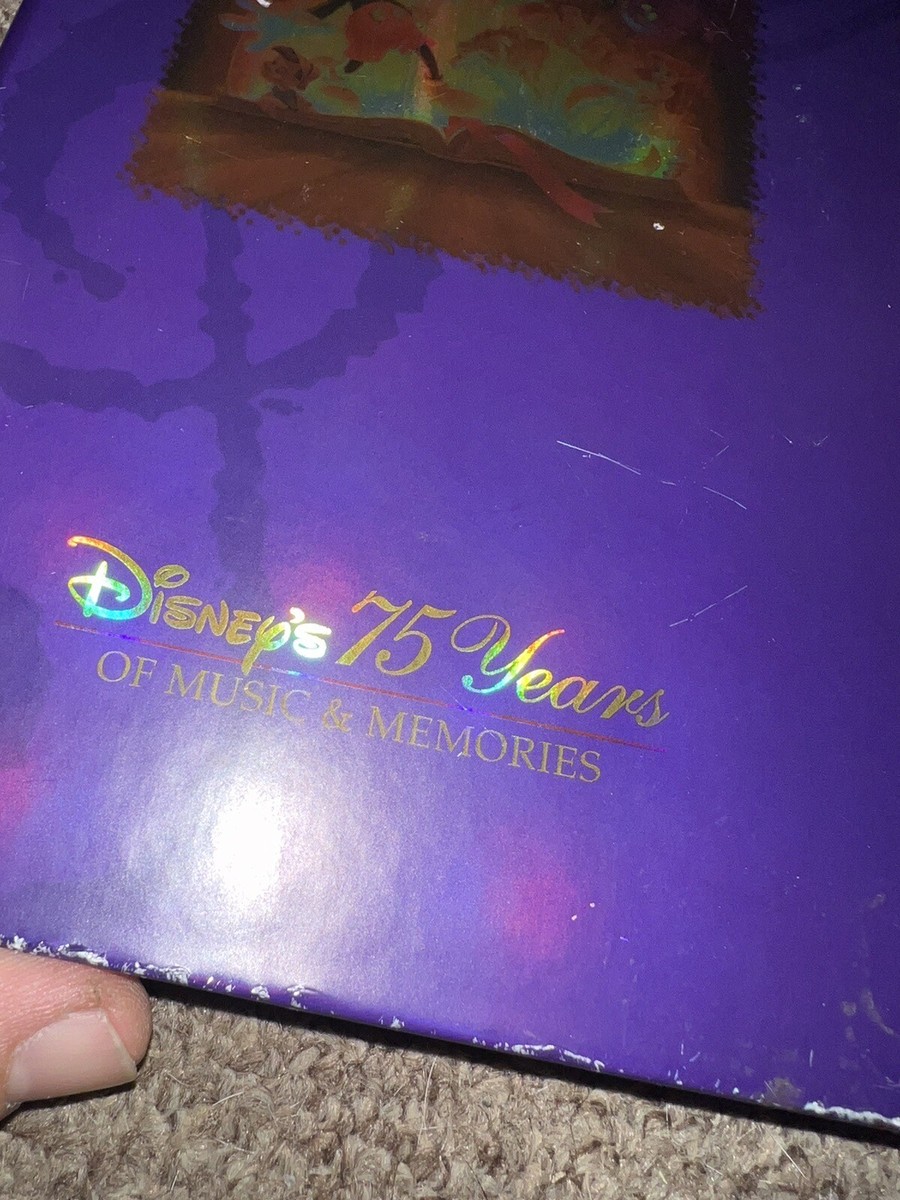 Disney's 75 Years
OF MUSIC & MEMORIES